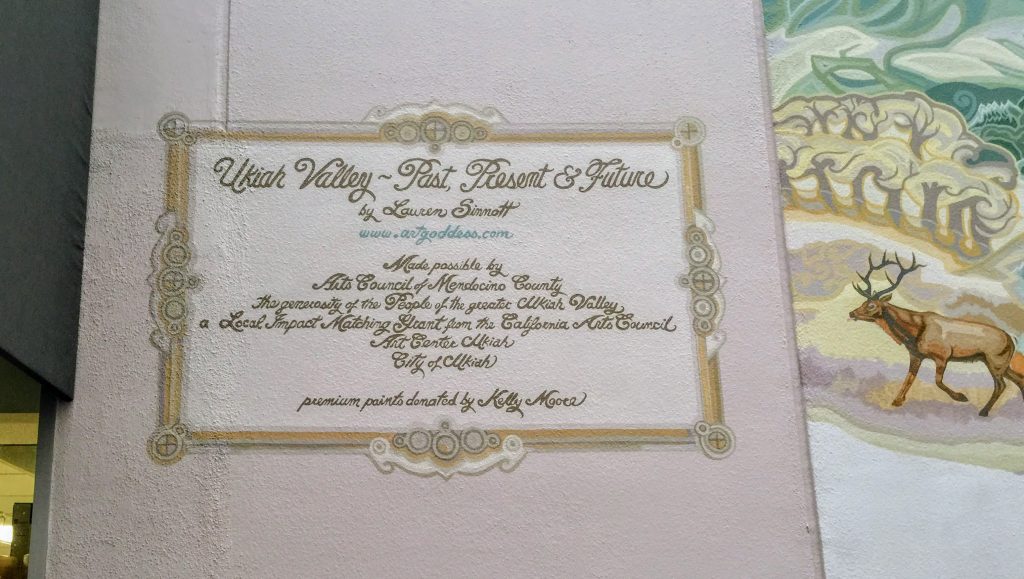 Ukiah Valley ~ Past, Present & Future
by Lauren Sinnott
www.artgoddess.com
Made possible by
Arts Council of Mendocino County
the generosity of the People of the greater Ukiah Valley
a Local Impact Matching Grant from the California Arts Council
Art Center Ukiah
City of Ukiah
premium paints donated by Kelly Moore